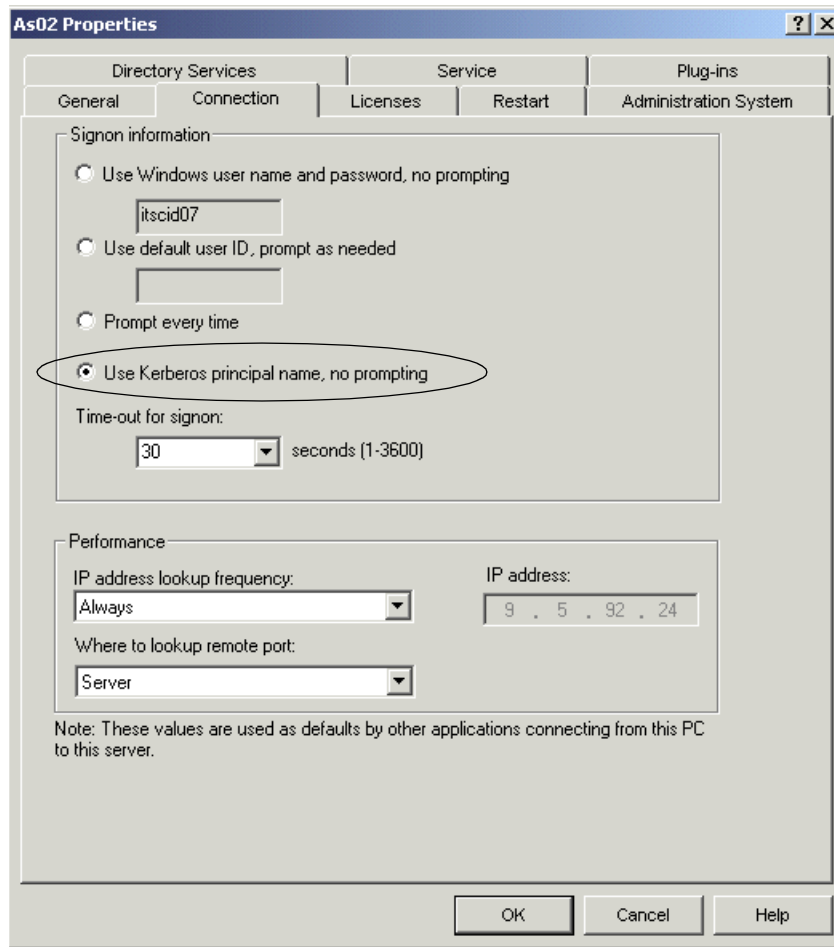 As02 Properties
Directory Services Service Plug-ins
General Connection Licenses Restart Administration System
Signon information
Use Windows user name and password, no prompting
itscid07
Use default user ID, prompt as needed
Prompt every time
Use Kerberos principal name, no prompting
Time-out for signon:
30 seconds (1-3600)
Performance
IP address lookup frequency: IP address:
Always 9 . 5 . 92 . 24
Where to lookup remote port:
Server
Note: These values are used as defaults by other applications connecting from this PC
to this server.
OK Cancel Help